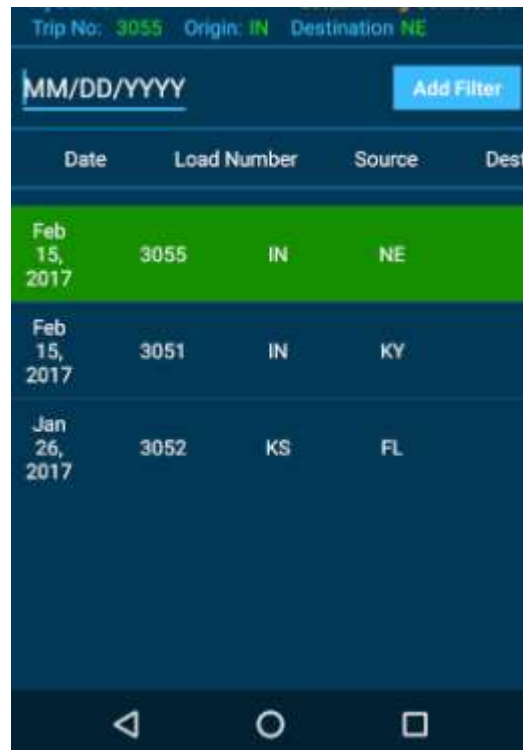 Trip No: 3055 Origin: IN Destination NE
MM/DD/YYYY Add Filter
Date Load Number Source Dest
Feb
15, 3055 IN NE
2017
Feb
15, 3051 IN KY
2017
Jan
26, 3052 KS FL
2017